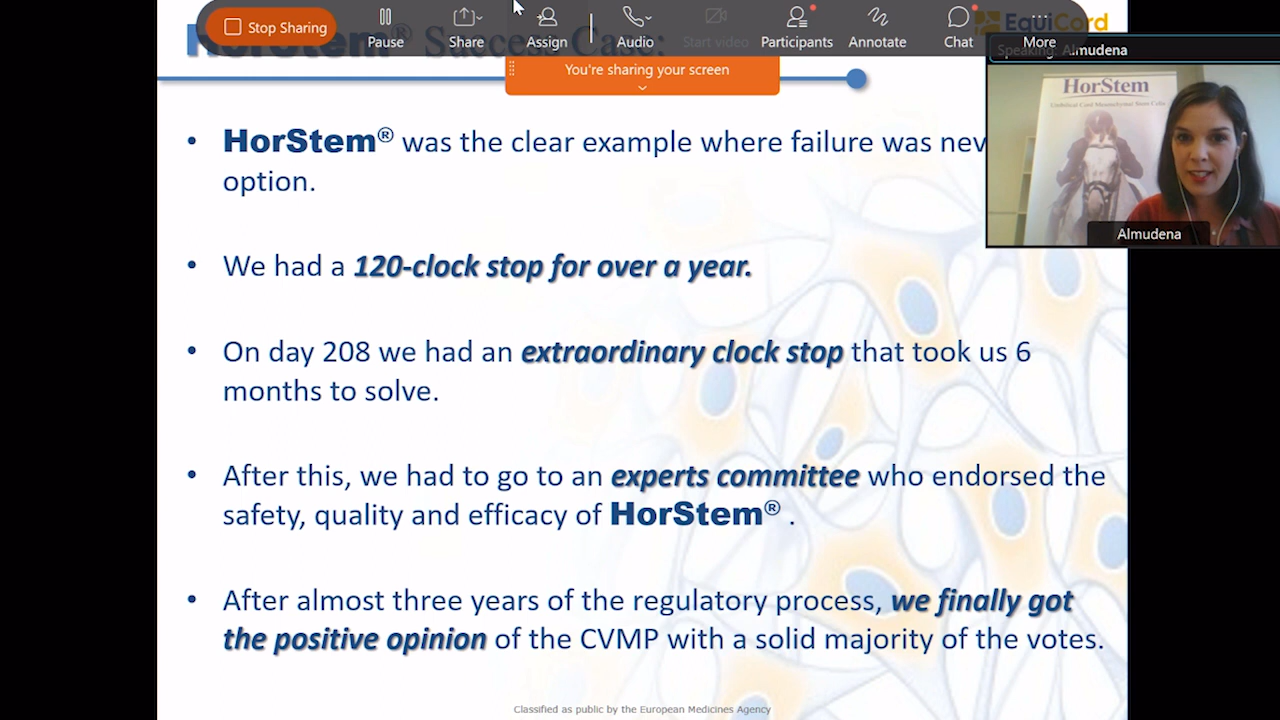 Stop Sharing
Pause
Share
Assign
Audio
Start video
Participants
Annotate
Chat
More
EquiCord
HorStem® Success Case:
You're sharing your screen
Speaking: Almudena
HorStem
Umbilical Cord Mesenchymal Stem Cells
Almudena
• HorStem® was the clear example where failure was nev
option.
• We had a 120-clock stop for over a year.
• On day 208 we had an extraordinary clock stop that took us 6
months to solve.
• After this, we had to go to an experts committee who endorsed the
safety, quality and efficacy of HorStem® .
• After almost three years of the regulatory process, we finally got
the positive opinion of the CVMP with a solid majority of the votes.
Classified as public by the European Medicines Agency